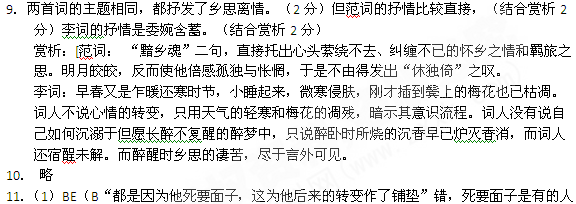 9. 两首词的主题相同，都抒发了乡思离情。（2 分）但范词的抒情比较直接，（结合赏析 2
分）李词的抒情是委婉含蓄。（结合赏析 2 分）
赏析：范词： “黯乡魂”二句，直接托出心头萦绕不去、纠缠不已的怀乡之情和羁旅之
思。明月皎皎，反而使他倍感孤独与怅惘，于是不由得发出“休独倚”之叹。
李词：早春又是乍暖还寒时节，小睡起来，微寒侵肤，刚才插到鬓上的梅花也已枯凋。
词人不说心情的转变，只用天气的轻寒和梅花的凋残，暗示其意识流程。词人没有说自
己如何沉溺于但愿长醉不复醒的醉梦中，只说醉卧时所烧的沉香早已炉灭香消，而词人
还宿酲未解。而醉醒时乡思的凄苦，尽于言外可见。
10. 略
11. （1）BE（B“都是因为他死要面子，这为他后来的转变作了铺垫”错，死要面子是有的人